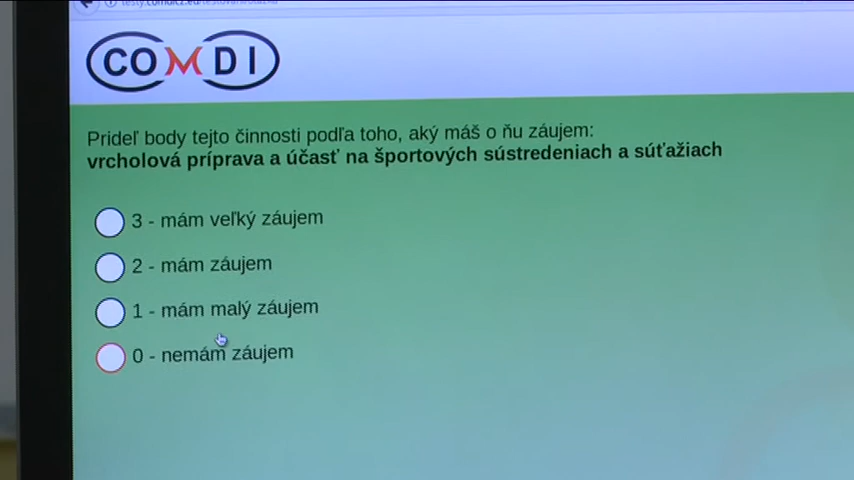 COMDI
Prideľ body tejto činnosti podľa toho, aký máš o ňu záujem:
vrcholová príprava a účasť na športových sústredeniach a súťažiach
3 - mám veľký záujem
2 - mám záujem
1 - mám malý záujem
0 - nemám záujem